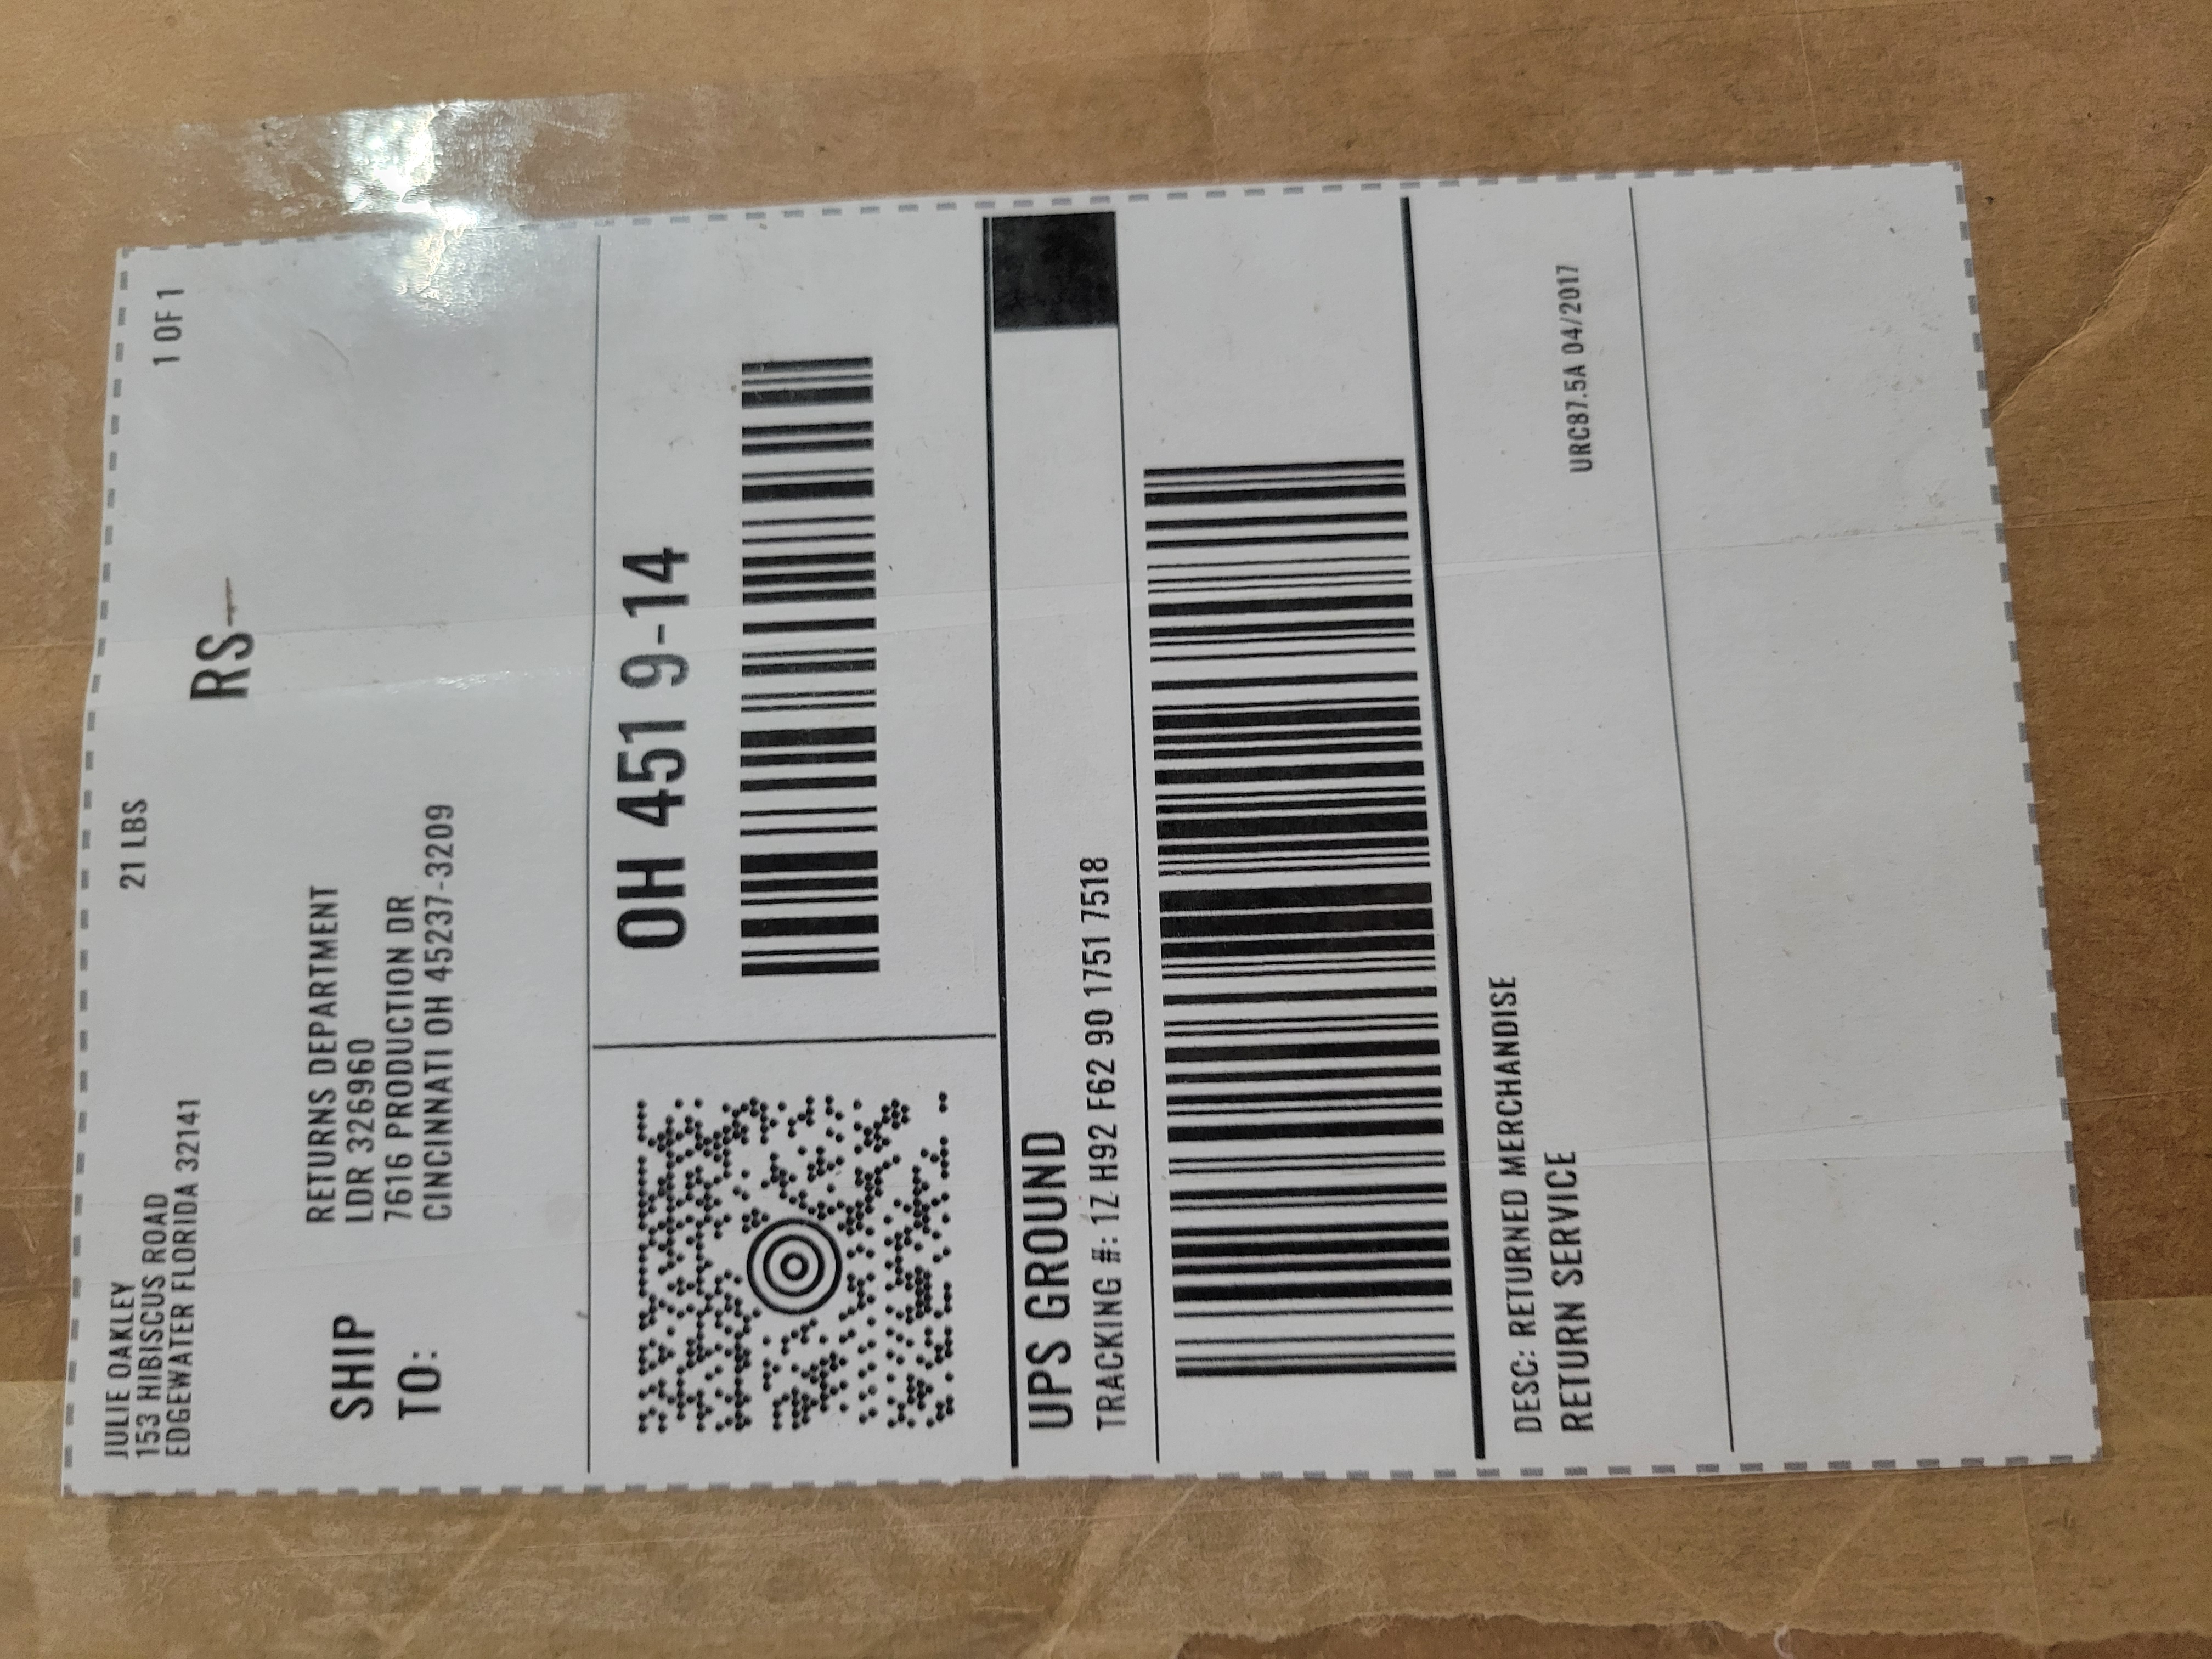 JULIE OAKLEY
153 HIBISCUS ROAD
EDGEWATER FLORIDA 32141
21 LBS
1 OF 1
RS
SHIP
TO:
RETURNS DEPARTMENT
LDR 326960
7616 PRODUCTION DR
CINCINNATI OH 45237-3209
OH 451 9-14
UPS GROUND
TRACKING #: 1Z H92 F62 90 1751 7518
DESC: RETURNED MERCHANDISE
RETURN SERVICE
URC87.5A 04/2017